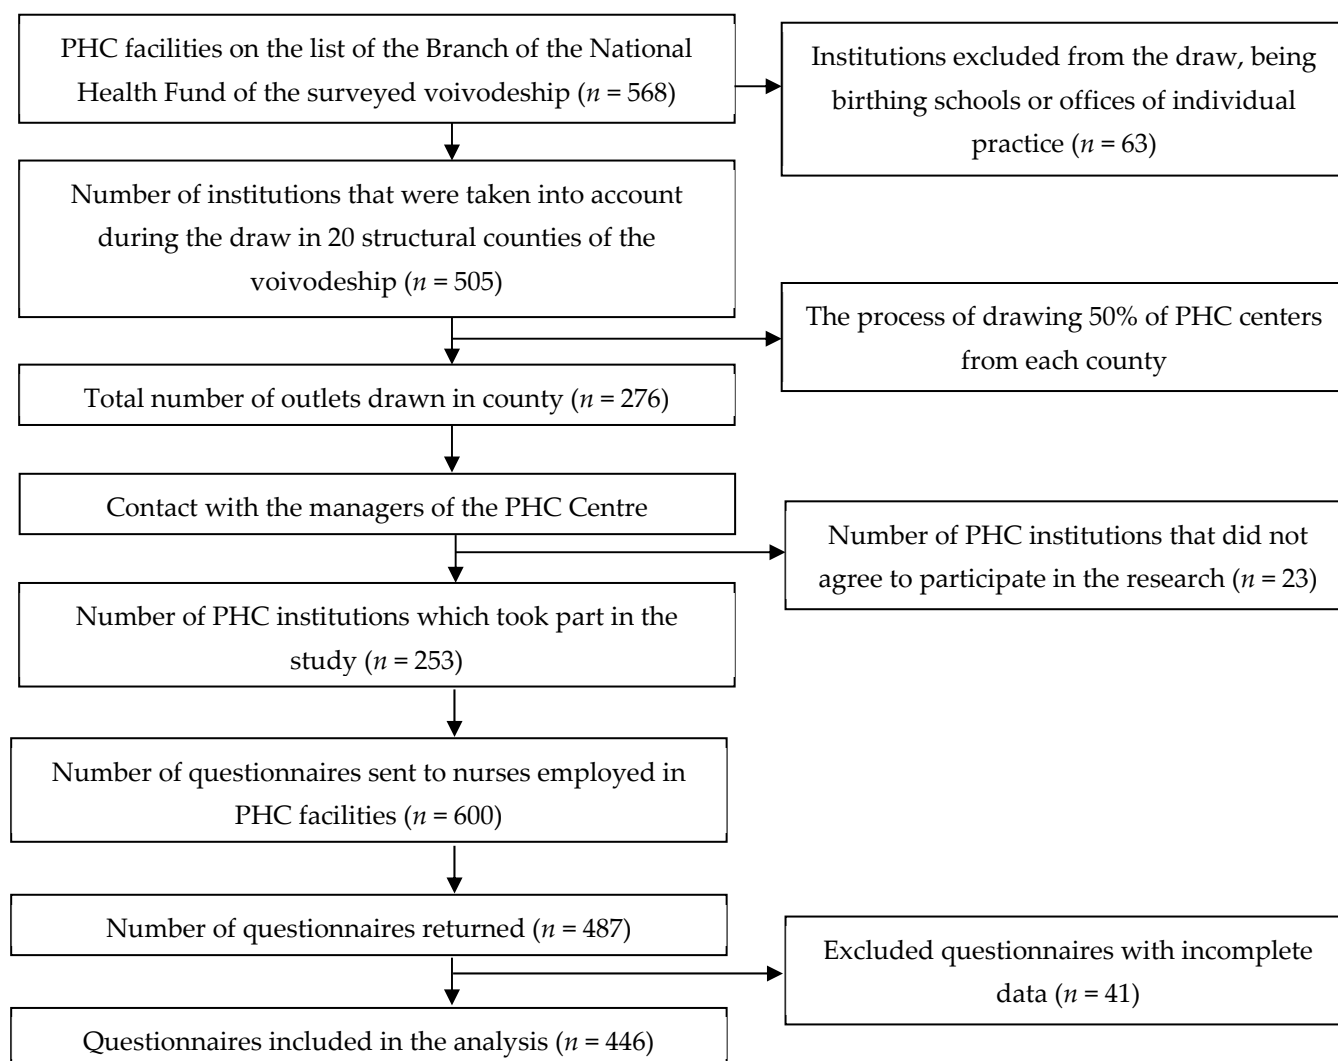 PHC facilities on the list of the Branch of the National
Health Fund of the surveyed voivodeship (n = 568)
Institutions excluded from the draw, being
birthing schools or offices of individual
practice (n = 63)
Number of institutions that were taken into account
during the draw in 20 structural counties of the
voivodeship (n = 505)
The process of drawing 50% of PHC centers
from each county
Total number of outlets drawn in county (n = 276)
Contact with the managers of the PHC Centre
Number of PHC institutions that did not
agree to participate in the research (n = 23)
Number of PHC institutions which took part in the
study (n = 253)
Number of questionnaires sent to nurses employed in
PHC facilities (n = 600)
Number of questionnaires returned (n = 487)
Excluded questionnaires with incomplete
data (n = 41)
Questionnaires included in the analysis (n = 446)